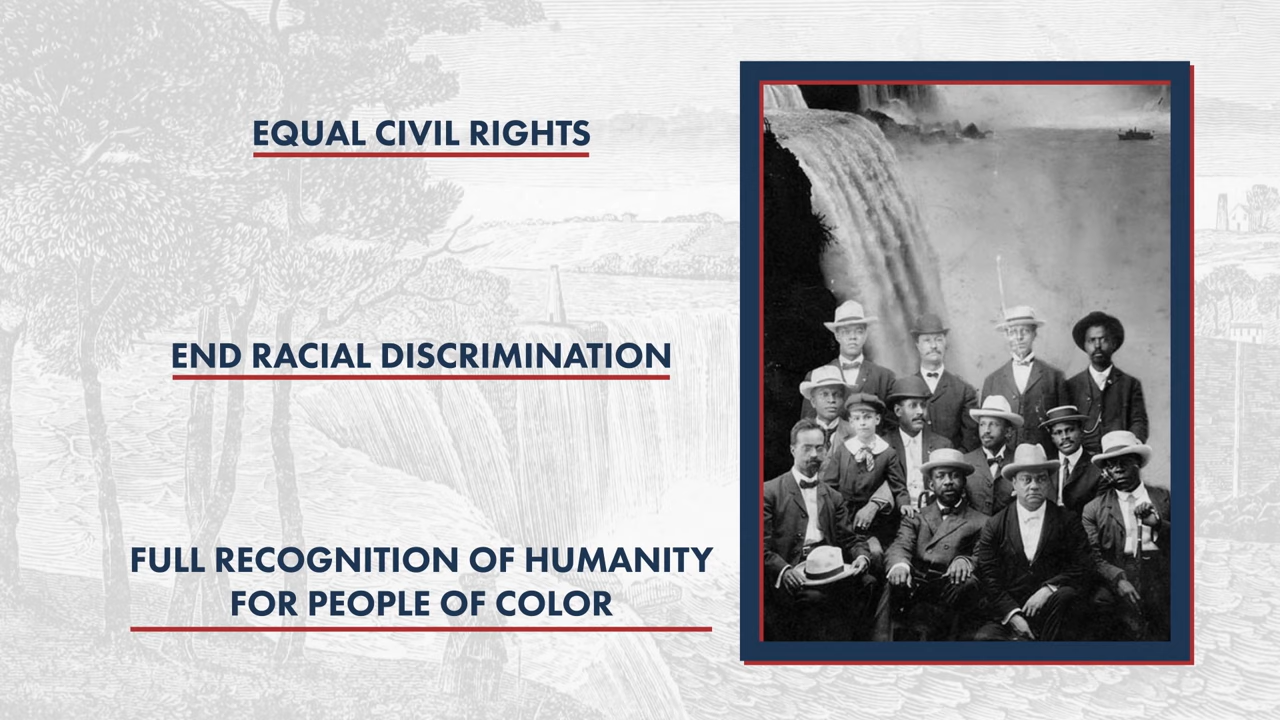 EQUAL CIVIL RIGHTS
END RACIAL DISCRIMINATION
FULL RECOGNITION OF HUMANITY
FOR PEOPLE OF COLOR